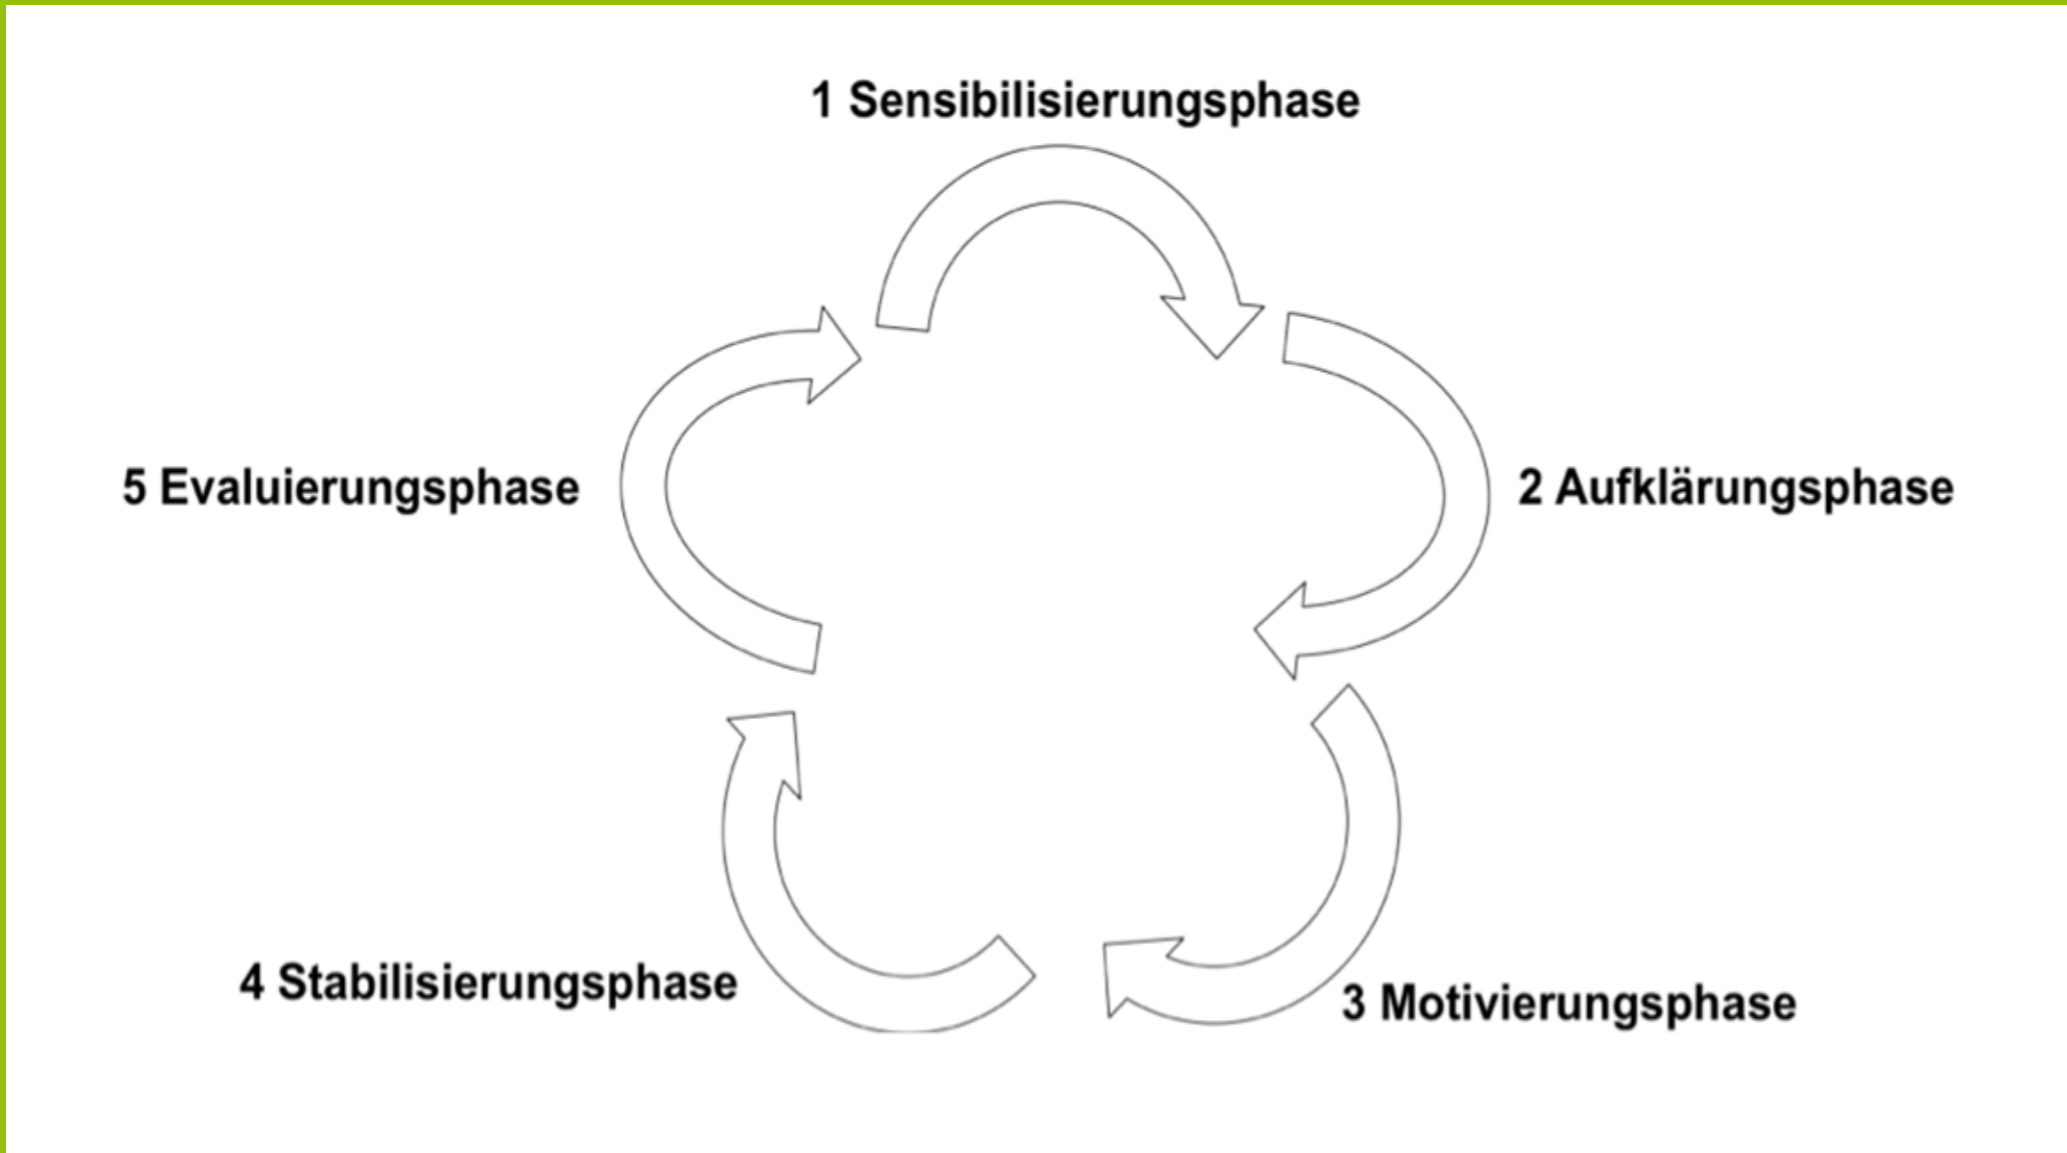 1 Sensibilisierungsphase
2 Aufklärungsphase
3 Motivierungsphase
4 Stabilisierungsphase
5 Evaluierungsphase